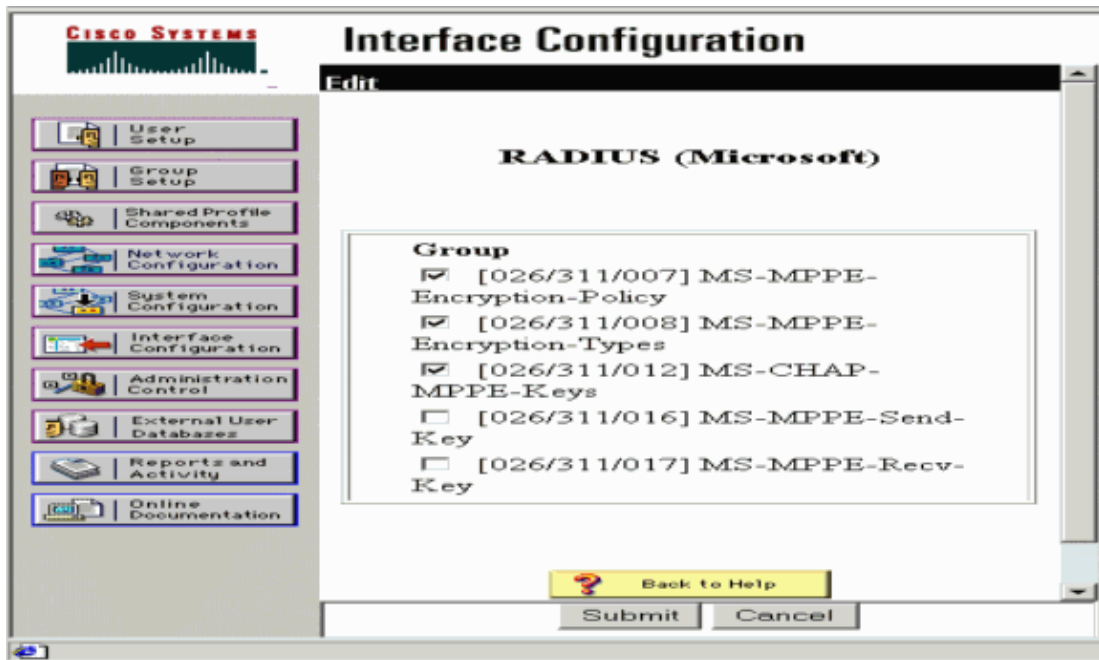 CISCO SYSTEMS
Interface Configuration
Edit
User
Setup
Group
Setup
Shared Profile
Components
Network
Configuration
System
Configuration
Interface
Configuration
Administration
Control
External User
Databases
Reports and
Activity
Online
Documentation
RADIUS (Microsoft)
Group
[026/311/007] MS-MPPE-
Encryption-Policy
[026/311/008] MS-MPPE-
Encryption-Types
[026/311/012] MS-CHAP-
MPPE-Keys
[026/311/016] MS-MPPE-Send-
Key
[026/311/017] MS-MPPE-Recv-
Key
? Back to Help
Submit Cancel